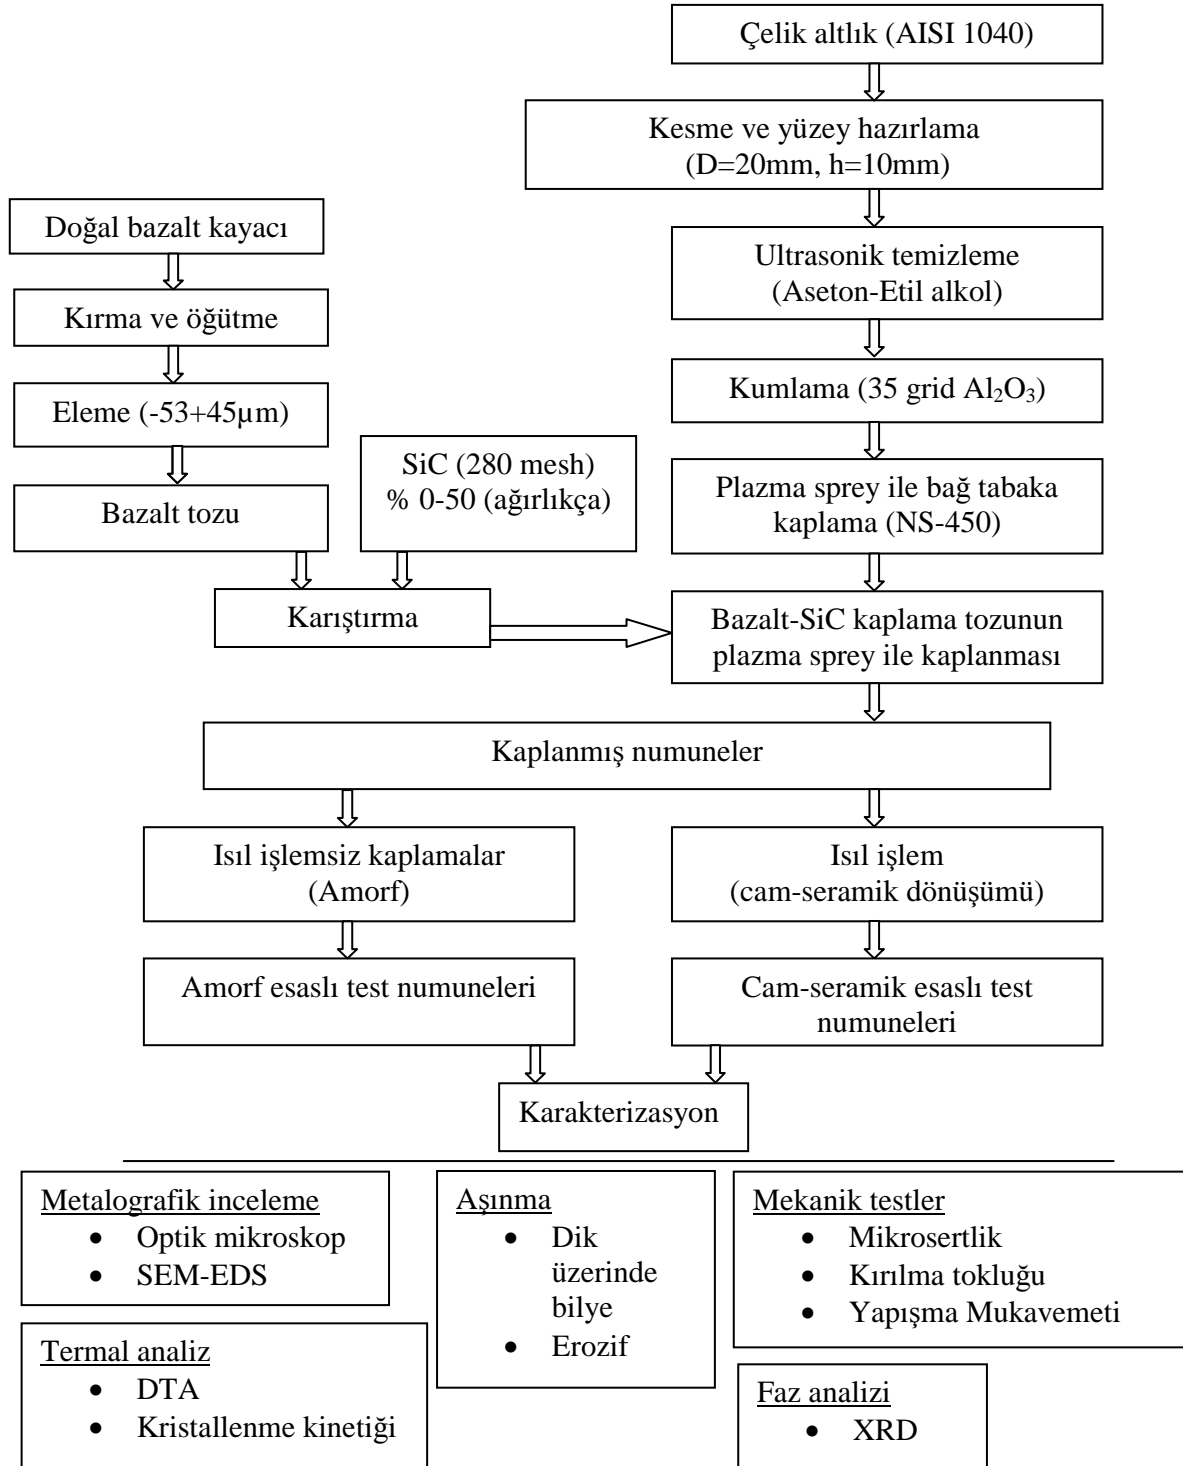 Çelik altlık (AISI 1040)
Kesme ve yüzey hazırlama
(D=20mm, h=10mm)
Doğal bazalt kayacı
Ultrasonik temizleme
(Aseton-Etil alkol)
Kırma ve öğütme
Kumlama (35 grid Al₂O₃)
Eleme (-53+45µm)
SiC (280 mesh)
% 0-50 (ağırlıkça)
Plazma sprey ile bağ tabaka
kaplama (NS-450)
Bazalt tozu
Karıştırma
Bazalt-SiC kaplama tozunun
plazma sprey ile kaplanması
Kaplanmış numuneler
Isıl işlemsiz kaplamalar
(Amorf)
Isıl işlem
(cam-seramik dönüşümü)
Amorf esaslı test numuneleri
Cam-seramik esaslı test
numuneleri
Karakterizasyon
Metalografik inceleme
• Optik mikroskop
• SEM-EDS
Aşınma
• Dik
üzerinde
bilye
• Erozif
Mekanik testler
• Mikrosertlik
• Kırılma tokluğu
• Yapışma Mukavemeti
Termal analiz
• DTA
• Kristallenme kinetiği
Faz analizi
• XRD